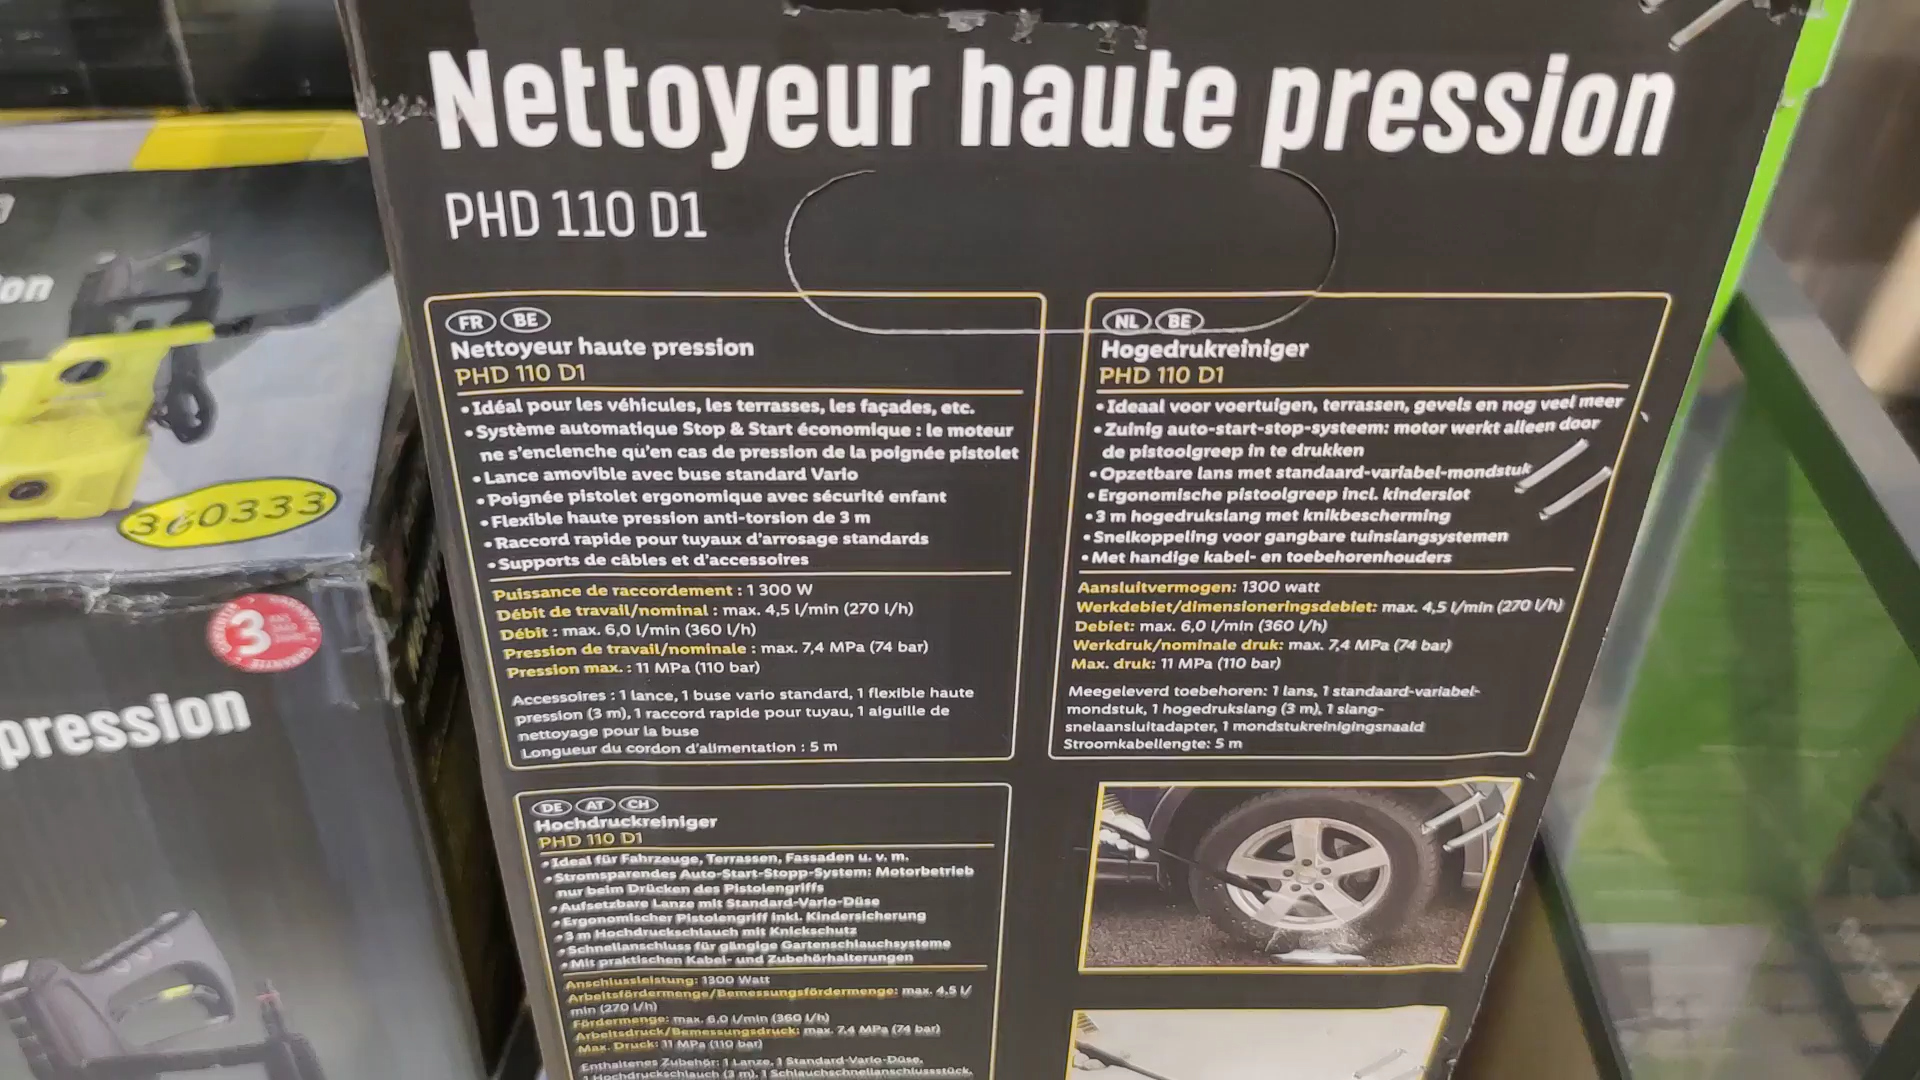 Nettoyeur haute pression
PHD 110 D1
FR BE
Nettoyeur haute pression
PHD 110 D1
• Idéal pour les véhicules, les terrasses, les façades, etc.
• Système automatique Stop & Start économique : le moteur
ne s'enclenche qu'en cas de pression de la poignée pistolet
• Lance amovible avec buse standard Vario
• Poignée pistolet ergonomique avec sécurité enfant
• Flexible haute pression anti-torsion de 3 m
• Raccord rapide pour tuyaux d'arrosage standards
• Supports de câbles et d'accessoires
Puissance de raccordement : 1 300 W
Débit de travail/nominal : max. 4,5 l/min (270 l/h)
Débit : max. 6,0 l/min (360 l/h)
Pression de travail/nominale : max. 7,4 MPa (74 bar)
Pression max. : 11 MPa (110 bar)
Accessoires : 1 lance, 1 buse vario standard, 1 flexible haute
pression (3 m), 1 raccord rapide pour tuyau, 1 aiguille de
nettoyage pour la buse
Longueur du cordon d'alimentation : 5 m
NL BE
Hogedrukreiniger
PHD 110 D1
• Ideaal voor voertuigen, terrassen, gevels en nog veel meer
• Zuinig auto-start-stop-systeem: motor werkt alleen door
de pistoolgreep in te drukken
• Opzetbare lans met standaard-variabel-mondstuk
• Ergonomische pistoolgreep incl. kinderslot
• 3 m hogedrukslang met knikbescherming
• Snelkoppeling voor gangbare tuinslangsystemen
• Met handige kabel- en toebehorenhouders
Aansluitvermogen: 1300 watt
Werkdebiet/dimensioneringsdebiet: max. 4,5 l/min (270 l/h)
Debiet: max. 6,0 l/min (360 l/h)
Werkdruk/nominale druk: max. 7,4 MPa (74 bar)
Max. druk: 11 MPa (110 bar)
Meegeleverd toebehoren: 1 lans, 1 standaard-variabel-
mondstuk, 1 hogedrukslang (3 m), 1 slang-
snelaansluitadapter, 1 mondstukreinigingsnaald
Stroomkabellengte: 5 m
DE AT CH
Hochdruckreiniger
PHD 110 D1
• Ideal für Fahrzeuge, Terrassen, Fassaden u. v. m.
• Stromsparendes Auto-Start-Stopp-System: Motorbetrieb
nur beim Drücken des Pistolengriffs
• Aufsetzbare Lanze mit Standard-Vario-Düse
• Ergonomischer Pistolengriff inkl. Kindersicherung
• 3 m Hochdruckschlauch mit Knickschutz
• Schnellanschluss für gängige Gartenschlauchsysteme
• Mit praktischen Kabel- und Zubehörhalterungen
Anschlussleistung: 1300 Watt
Arbeitsfördermenge/Bemessungsfördermenge: max. 4,5 l/
min (270 l/h)
Fördermenge: max. 6,0 l/min (360 l/h)
Arbeitsdruck/Bemessungsdruck: max. 7,4 MPa (74 bar)
Max. Druck: 11 MPa (110 bar)
Enthaltenes Zubehör: 1 Lanze, 1 Standard-Vario-Düse,
1 Hochdruckschlauch (3 m), 1 Schlauchschnellanschlussstück,
on
360333
3
pression